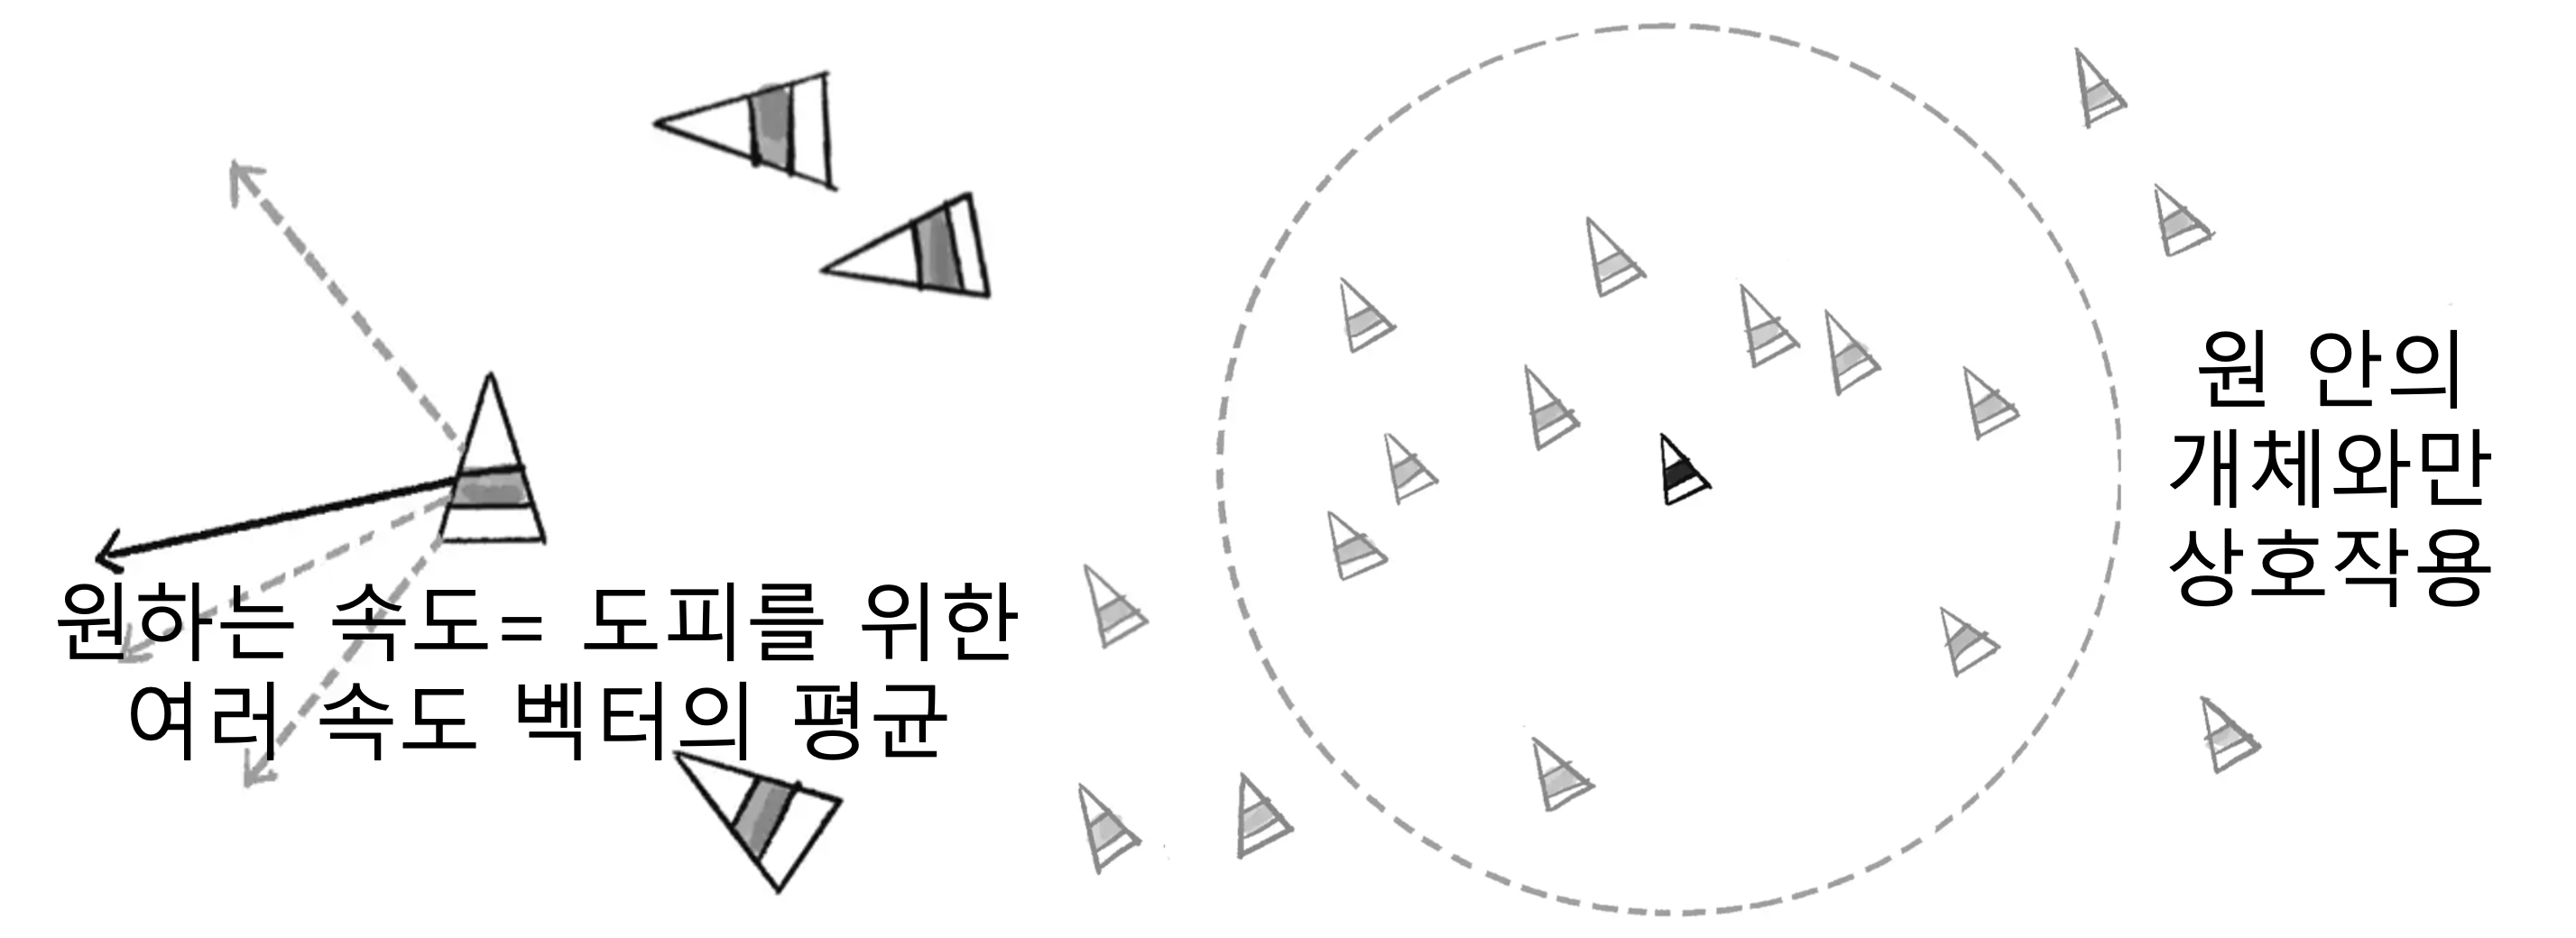 원하는 속도= 도피를 위한
여러 속도 벡터의 평균
원 안의
개체와만
상호작용